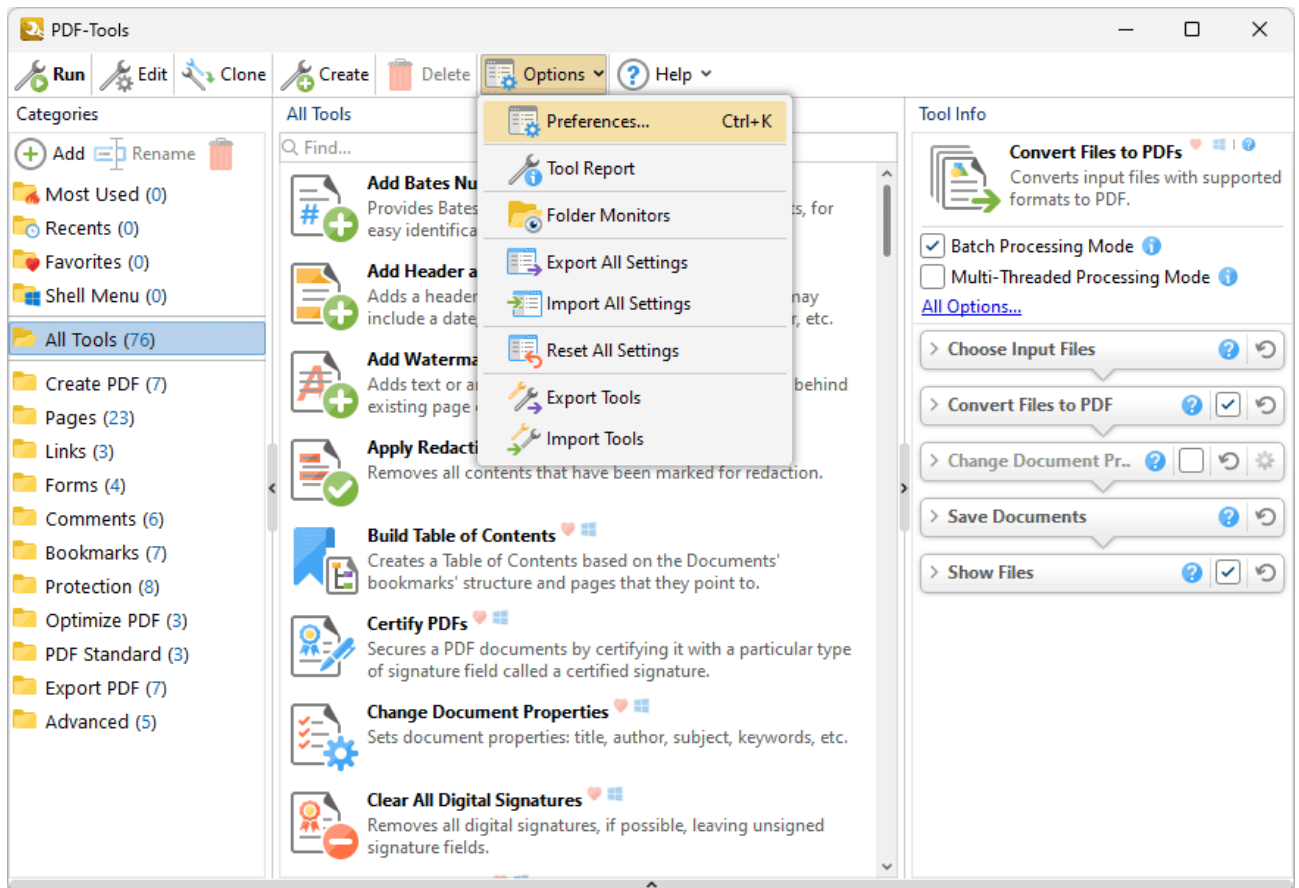 PDF-Tools
Run Edit Clone Create Delete Options Help
Categories
Add Rename
Most Used (0)
Recents (0)
Favorites (0)
Shell Menu (0)
All Tools (76)
Create PDF (7)
Pages (23)
Links (3)
Forms (4)
Comments (6)
Bookmarks (7)
Protection (8)
Optimize PDF (3)
PDF Standard (3)
Export PDF (7)
Advanced (5)
All Tools
Find...
Add Bates Nu
Provides Bates ts, for
easy identifica
Add Header a
Adds a header may
include a date, r, etc.
Add Waterma
Adds text or a behind
existing page
Apply Redacti
Removes all contents that have been marked for redaction.
Build Table of Contents
Creates a Table of Contents based on the Documents'
bookmarks' structure and pages that they point to.
Certify PDFs
Secures a PDF documents by certifying it with a particular type
of signature field called a certified signature.
Change Document Properties
Sets document properties: title, author, subject, keywords, etc.
Clear All Digital Signatures
Removes all digital signatures, if possible, leaving unsigned
signature fields.
Preferences... Ctrl+K
Tool Report
Folder Monitors
Export All Settings
Import All Settings
Reset All Settings
Export Tools
Import Tools
Tool Info
Convert Files to PDFs
Converts input files with supported
formats to PDF.
Batch Processing Mode
Multi-Threaded Processing Mode
All Options...
Choose Input Files
Convert Files to PDF
Change Document Pr..
Save Documents
Show Files